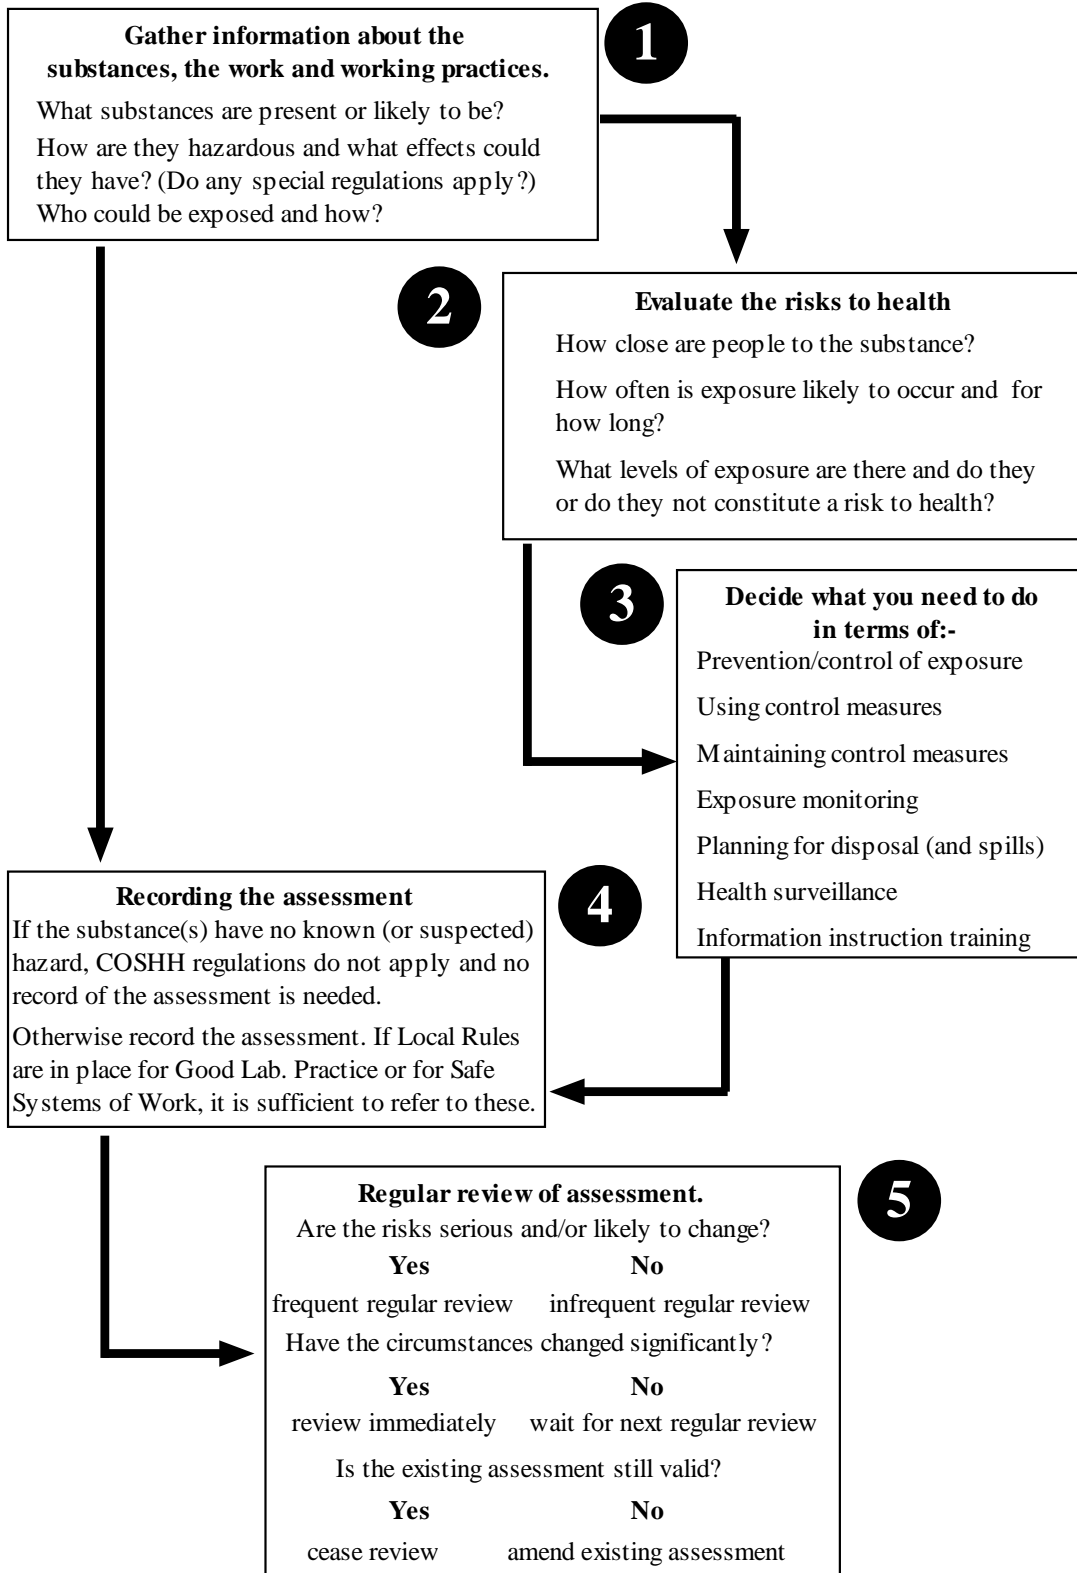 1
Gather information about the
substances, the work and working practices.
What substances are present or likely to be?
How are they hazardous and what effects could
they have? (Do any special regulations apply?)
Who could be exposed and how?
2
Evaluate the risks to health
How close are people to the substance?
How often is exposure likely to occur and for
how long?
What levels of exposure are there and do they
or do they not constitute a risk to health?
3
Decide what you need to do
in terms of:-
Prevention/control of exposure
Using control measures
Maintaining control measures
Exposure monitoring
Planning for disposal (and spills)
Health surveillance
Information instruction training
4
Recording the assessment
If the substance(s) have no known (or suspected)
hazard, COSHH regulations do not apply and no
record of the assessment is needed.
Otherwise record the assessment. If Local Rules
are in place for Good Lab. Practice or for Safe
Systems of Work, it is sufficient to refer to these.
5
Regular review of assessment.
Are the risks serious and/or likely to change?
Yes No
frequent regular review infrequent regular review
Have the circumstances changed significantly?
Yes No
review immediately wait for next regular review
Is the existing assessment still valid?
Yes No
cease review amend existing assessment